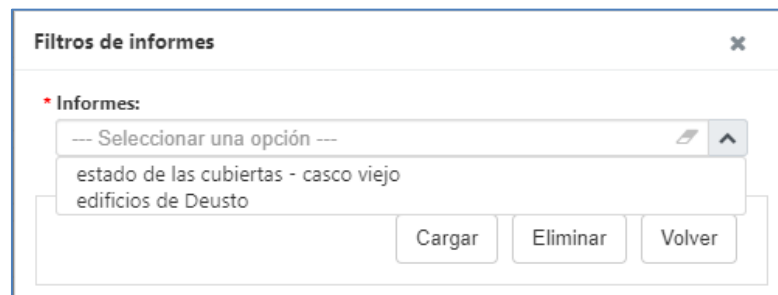 Filtros de informes
* Informes:
--- Seleccionar una opción ---
estado de las cubiertas - casco viejo
edificios de Deusto
Cargar Eliminar Volver